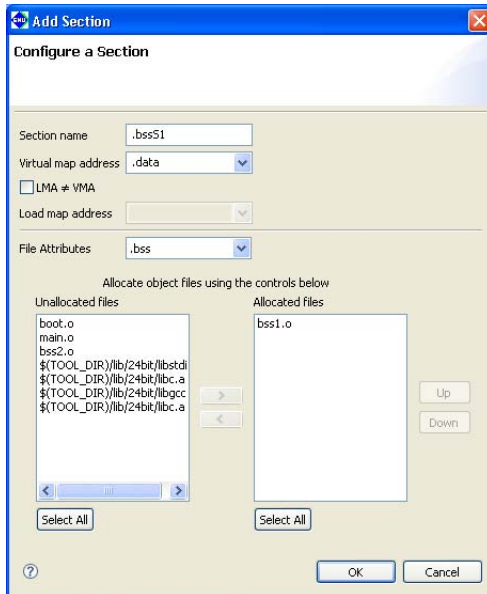 GNU Add Section
Configure a Section
Section name .bssS1
Virtual map address .data
LMA ≠ VMA
Load map address
File Attributes .bss
Allocate object files using the controls below
Unallocated files
boot.o
main.o
bss2.o
$(TOOL_DIR)/lib/24bit/libstdi
$(TOOL_DIR)/lib/24bit/libc.a
$(TOOL_DIR)/lib/24bit/libgcc
$(TOOL_DIR)/lib/24bit/libc.a
Select All
>
<
Allocated files
bss1.o
Select All
Up
Down
?
OK
Cancel